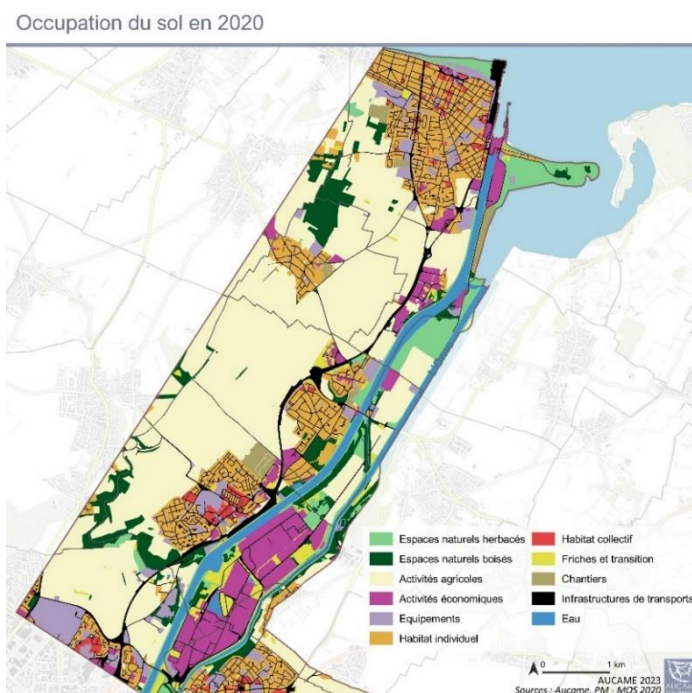 Occupation du sol en 2020
Espaces naturels herbacés
Espaces naturels boisés
Activités agricoles
Activités économiques
Equipements
Habitat individuel
Habitat collectif
Friches et transition
Chantiers
Infrastructures de transports
Eau
0 1 km
AUCAME 2023
Sources : Aucame, PM - MOS 2020
AUCAME